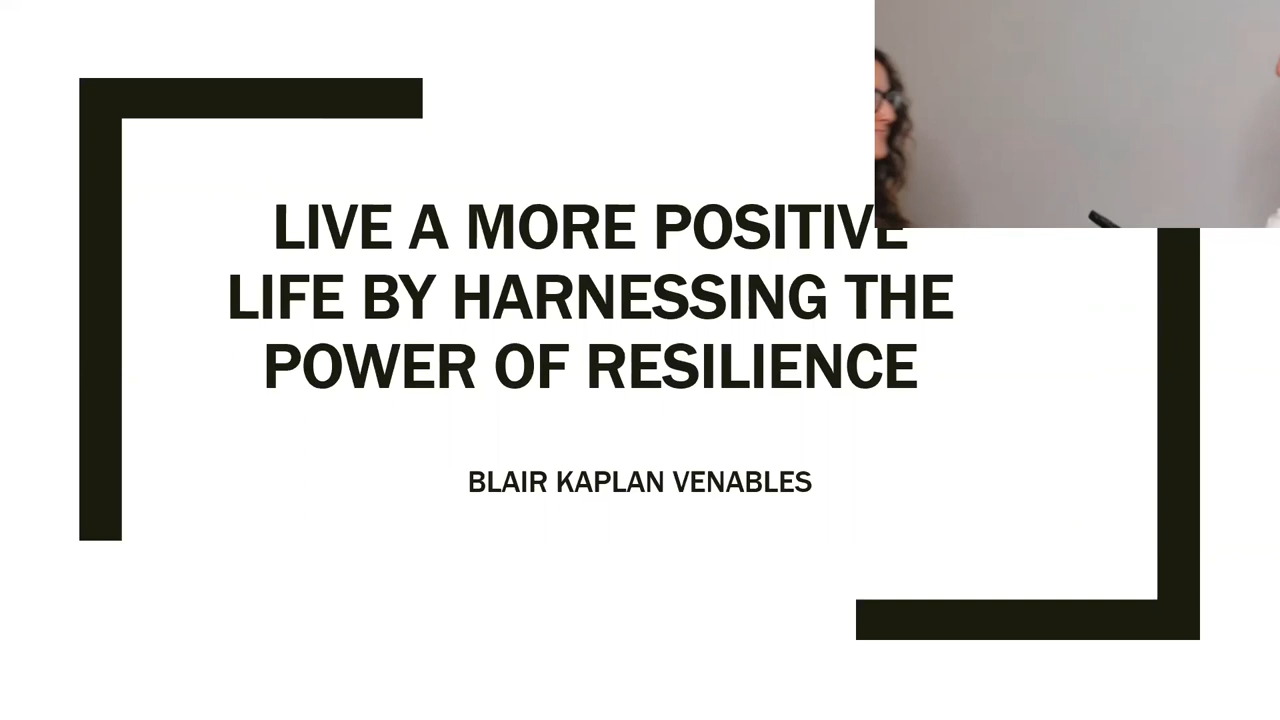 LIVE A MORE POSITIVE
LIFE BY HARNESSING THE
POWER OF RESILIENCE
BLAIR KAPLAN VENABLES